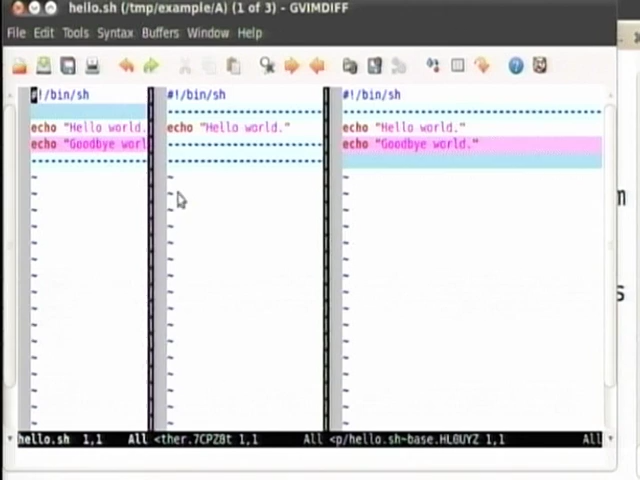 hello.sh (/tmp/example/A) (1 of 3) - GVIMDIFF
File Edit Tools Syntax Buffers Window Help
#!/bin/sh
echo "Hello world.
echo "Goodbye worl
#!/bin/sh
echo "Hello world."
#!/bin/sh
echo "Hello world."
echo "Goodbye world."
hello.sh 1,1 All
<ther.7CPZ8t 1,1 All
<p/hello.sh~base.HL0UYZ 1,1 All
m
s